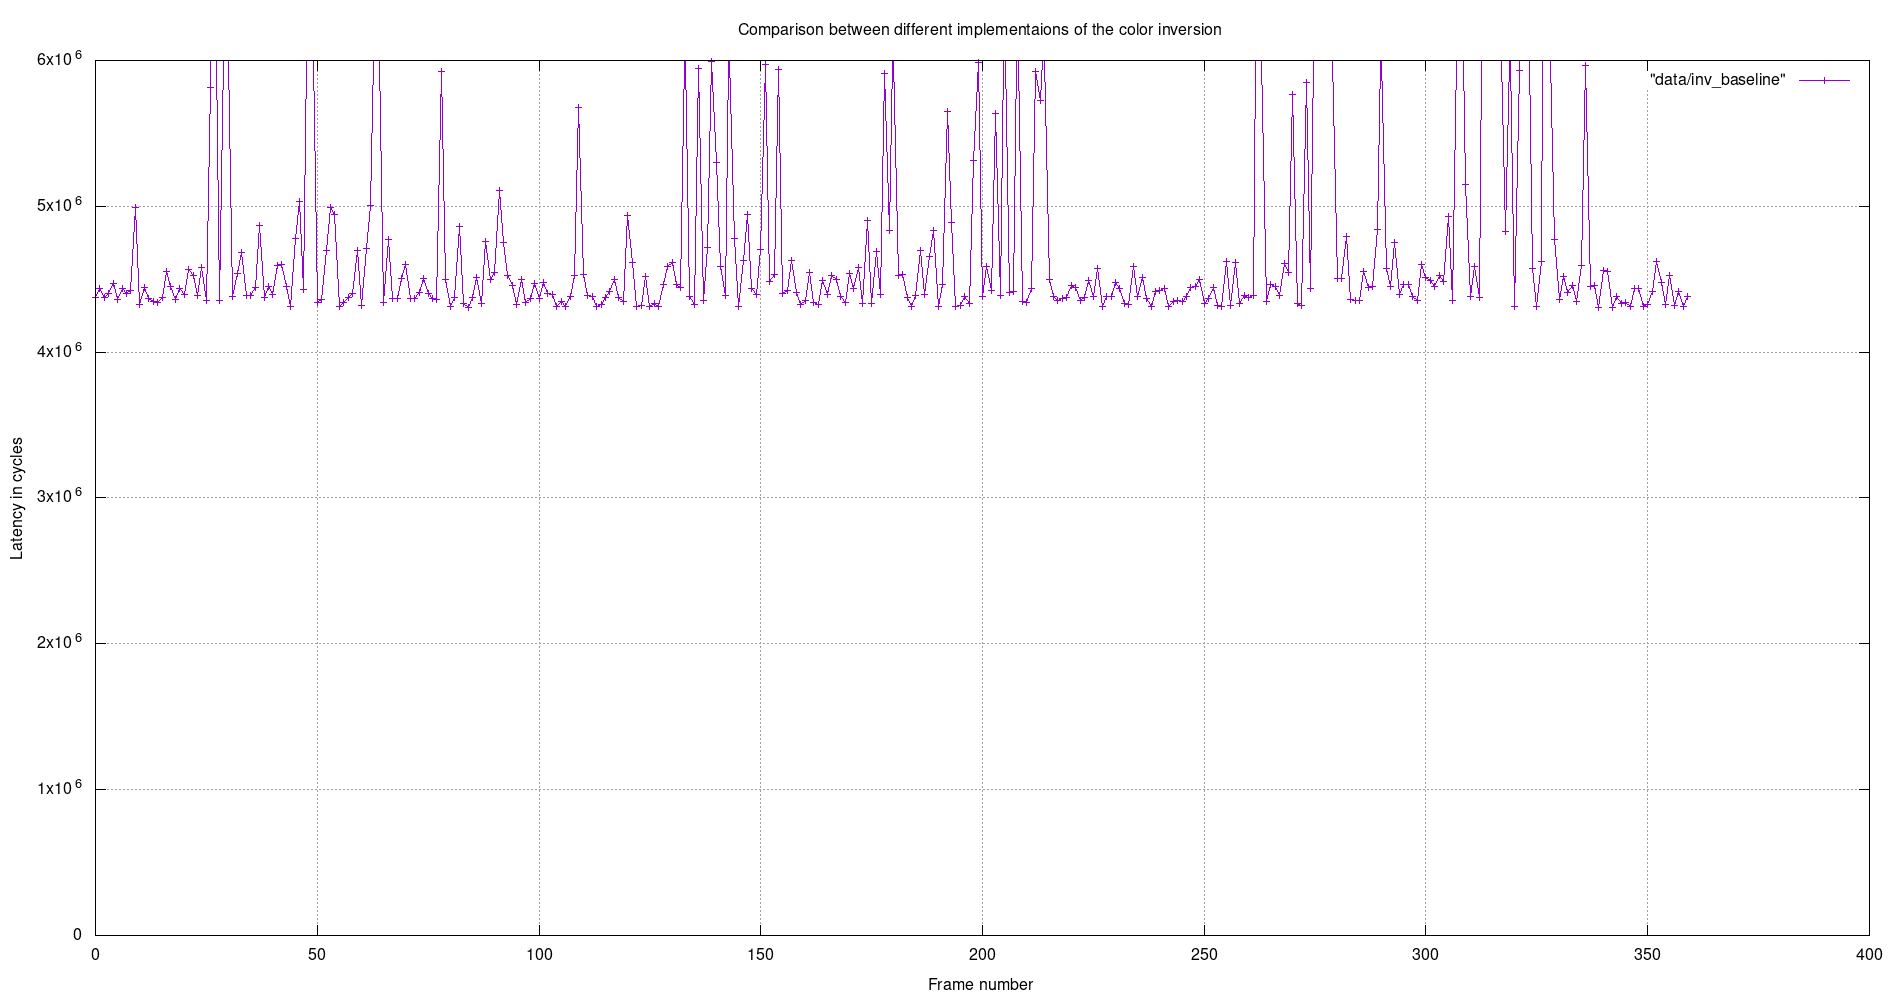 Comparison between different implementaions of the color inversion
"data/inv_baseline"
6x10^6
5x10^6
4x10^6
3x10^6
2x10^6
1x10^6
0
Latency in cycles
0 50 100 150 200 250 300 350 400
Frame number